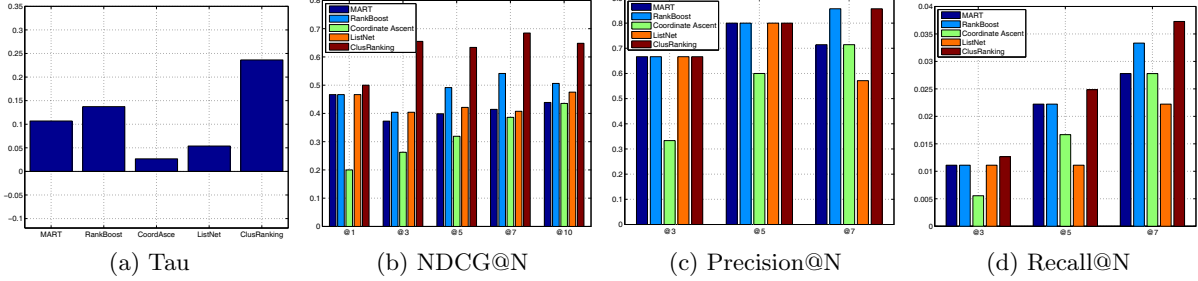 0.35
0.3
0.25
0.2
0.15
0.1
0.05
0
−0.05
−0.1
MART RankBoost CoordAsce ListNet ClusRanking
(a) Tau
0.8
0.7
0.6
0.5
0.4
0.3
0.2
0.1
0
MART
RankBoost
Coordinate Ascent
ListNet
ClusRanking
@1 @3 @5 @7 @10
(b) NDCG@N
0.8
0.7
0.6
0.5
0.4
0.3
0.2
0.1
0
MART
RankBoost
Coordinate Ascent
ListNet
ClusRanking
@3 @5 @7
(c) Precision@N
0.04
0.035
0.03
0.025
0.02
0.015
0.01
0.005
0
MART
RankBoost
Coordinate Ascent
ListNet
ClusRanking
@3 @5 @7
(d) Recall@N